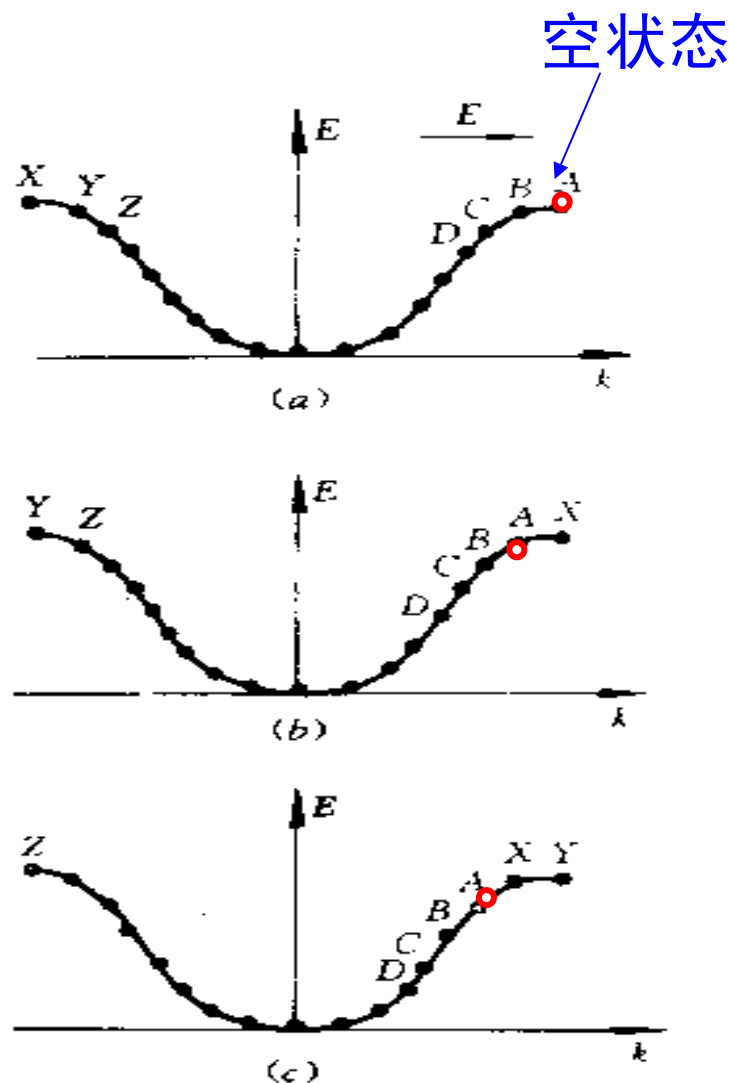 空状态
E E
X Y Z D C B A
k
(a)
E
Y Z D C B A X
k
(b)
E
Z D C B A X Y
k
(c)